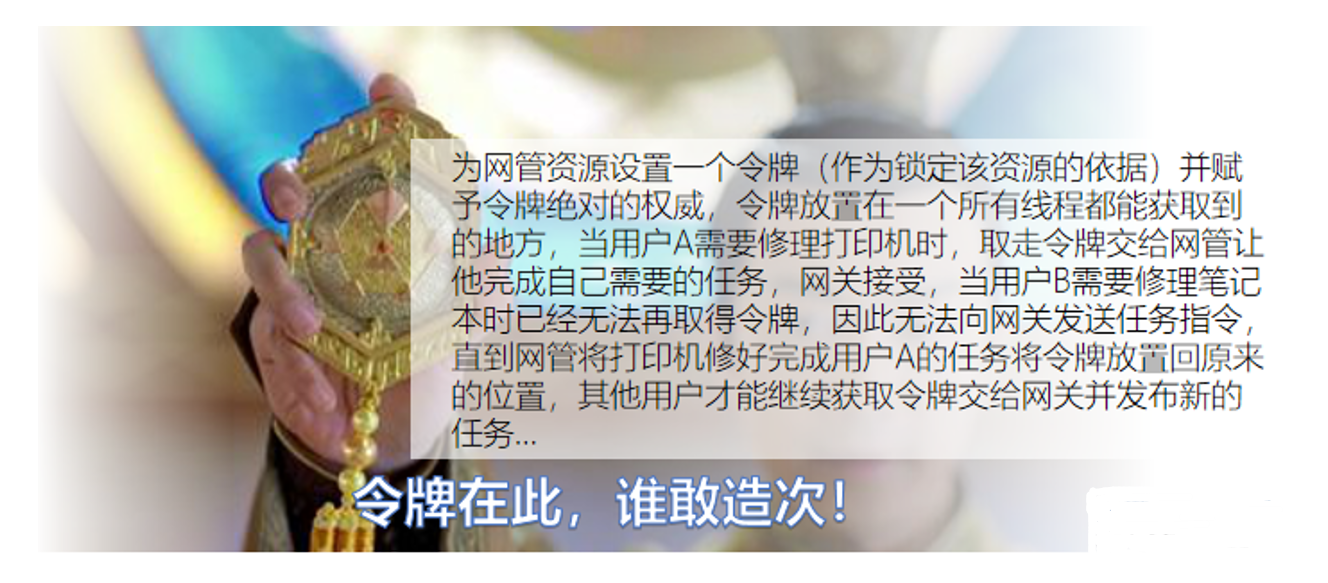 为网管资源设置一个令牌（作为锁定该资源的依据）并赋
予令牌绝对的权威，令牌放置在一个所有线程都能获取到
的地方，当用户A需要修理打印机时，取走令牌交给网管让
他完成自己需要的任务，网关接受，当用户B需要修理笔记
本时已经无法再取得令牌，因此无法向网关发送任务指令，
直到网管将打印机修好完成用户A的任务将令牌放置回原来
的位置，其他用户才能继续获取令牌交给网关并发布新的
任务...
令牌在此，谁敢造次！